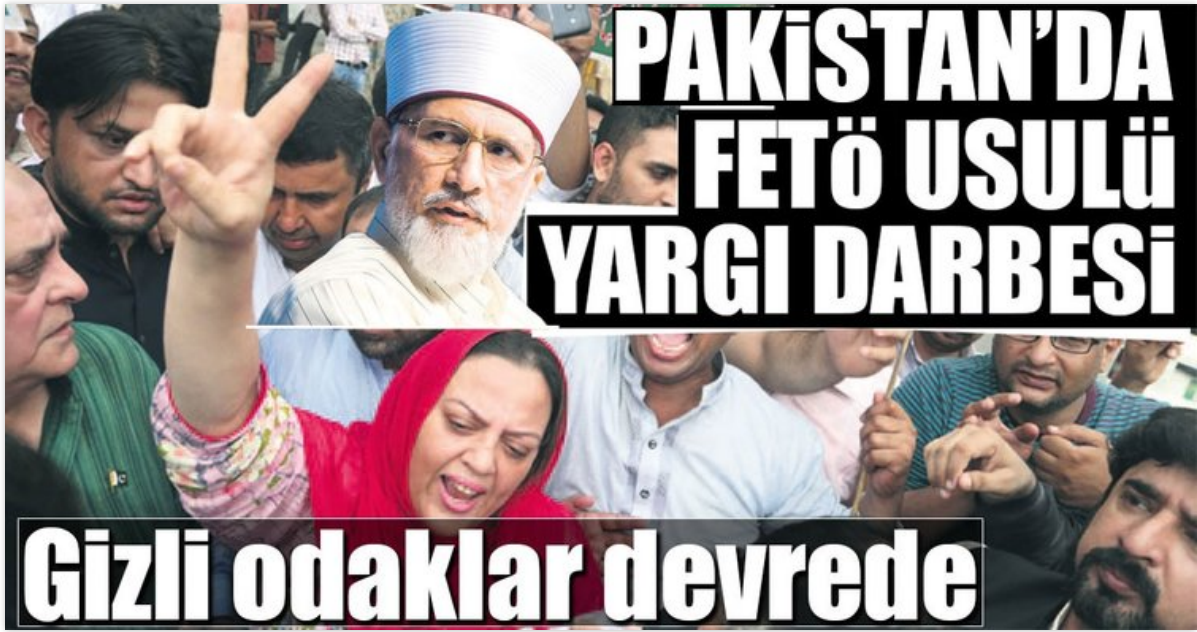 PAKİSTAN'DA
FETÖ USULÜ
YARGI DARBESİ
Gizli odaklar devrede